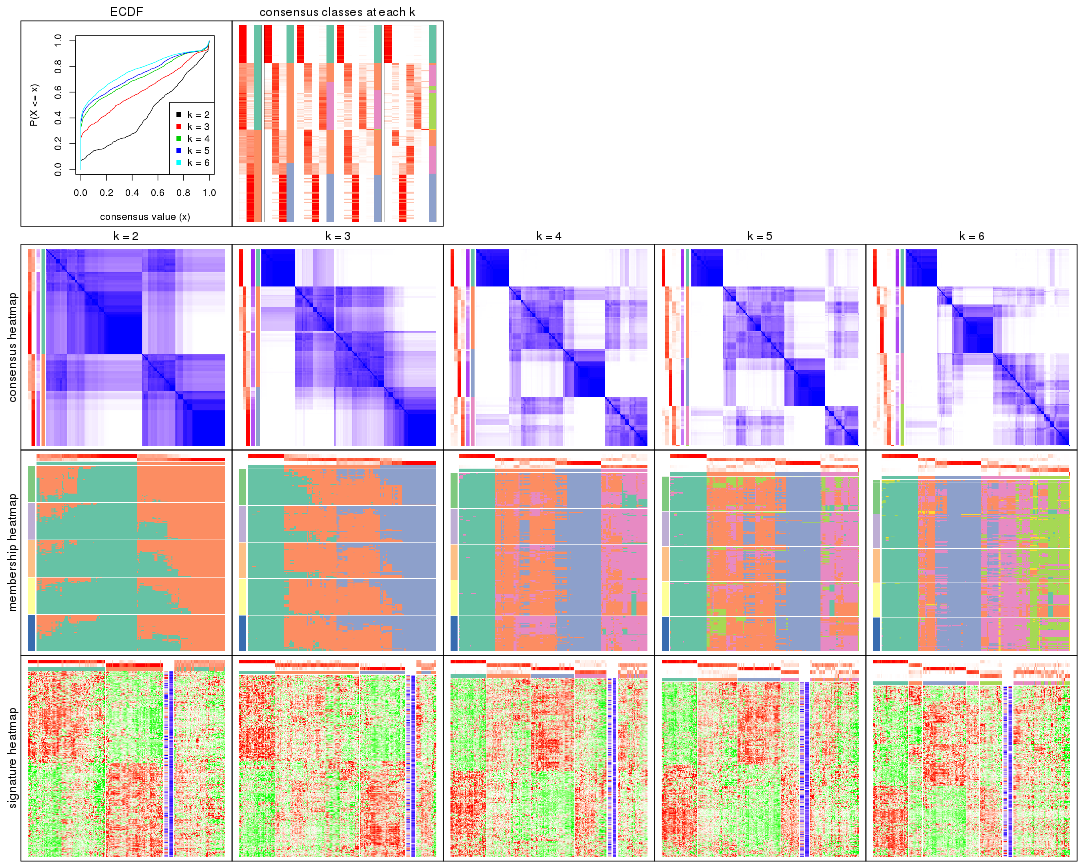 ECDF
consensus classes at each k
P(X <= x)
0.0 0.2 0.4 0.6 0.8 1.0
k = 2
k = 3
k = 4
k = 5
k = 6
0.0 0.2 0.4 0.6 0.8 1.0
consensus value (x)
k = 2
k = 3
k = 4
k = 5
k = 6
consensus heatmap
membership heatmap
signature heatmap